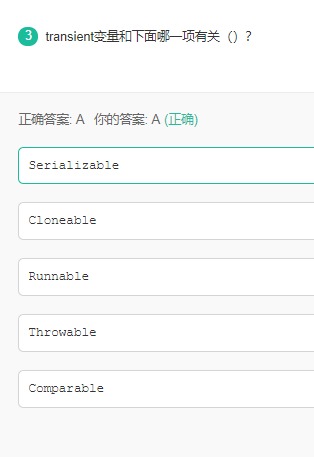 3 transient变量和下面哪一项有关（）？
正确答案: A 你的答案: A (正确)
Serializable
Cloneable
Runnable
Throwable
Comparable